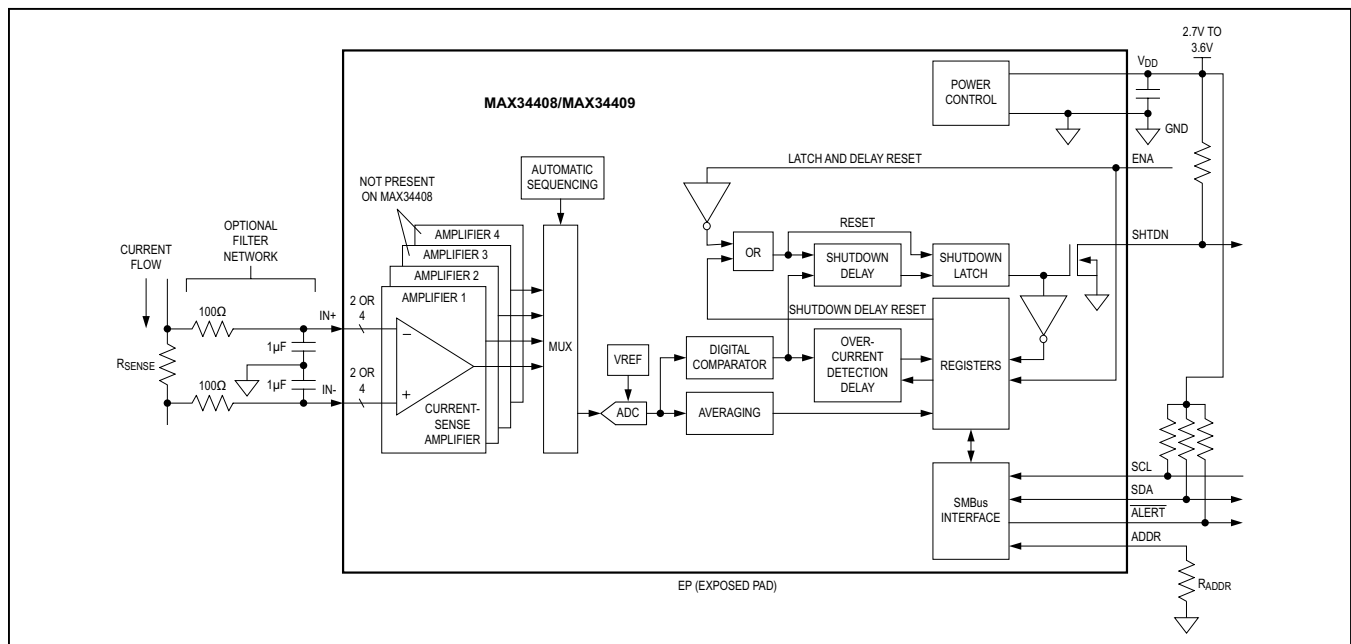 2.7V TO
3.6V
VDD
POWER
CONTROL
GND
MAX34408/MAX34409
LATCH AND DELAY RESET
ENA
NOT PRESENT
ON MAX34408
AUTOMATIC
SEQUENCING
OPTIONAL
FILTER
NETWORK
CURRENT
FLOW
AMPLIFIER 4
AMPLIFIER 3
AMPLIFIER 2
AMPLIFIER 1
RESET
SHTDN
OR
SHUTDOWN
DELAY
SHUTDOWN
LATCH
100Ω
IN+
2 OR
4
−
1µF
RSENSE
1µF
100Ω
IN-
2 OR
4
+
CURRENT-
SENSE
AMPLIFIER
MUX
SHUTDOWN DELAY RESET
VREF
ADC
DIGITAL
COMPARATOR
OVER-
CURRENT
DETECTION
DELAY
REGISTERS
AVERAGING
SMBus
INTERFACE
SCL
SDA
ALERT
ADDR
RADDR
EP (EXPOSED PAD)